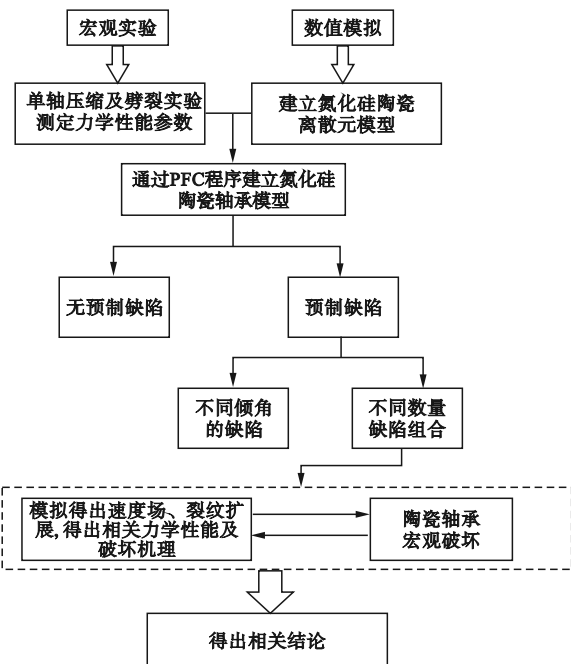 宏观实验
数值模拟
单轴压缩及劈裂实验
测定力学性能参数
建立氮化硅陶瓷
离散元模型
通过PFC程序建立氮化硅
陶瓷轴承模型
无预制缺陷
预制缺陷
不同倾角
的缺陷
不同数量
缺陷组合
模拟得出速度场、裂纹扩
展,得出相关力学性能及
破坏机理
陶瓷轴承
宏观破坏
得出相关结论